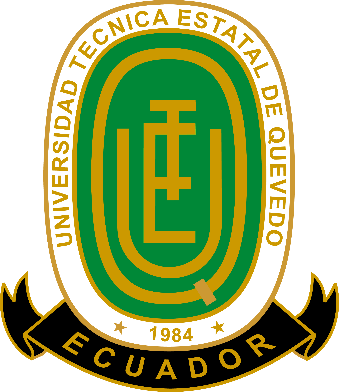 UNIVERSIDAD TECNICA ESTATAL DE QUEVEDO
1984
ECUADOR